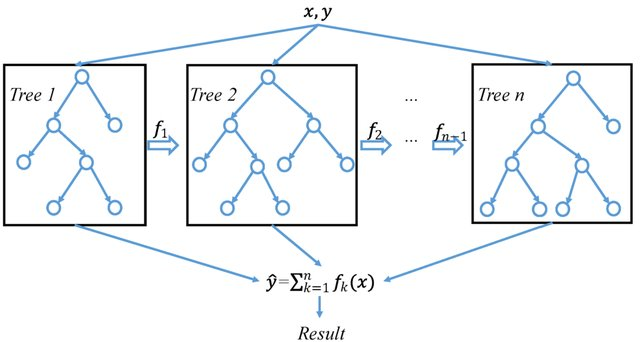 x, y
Tree 1
f₁
Tree 2
f₂
...
...
fₙ₋₁
Tree n
ŷ=∑ⁿₖ₌₁ fₖ(x)
Result